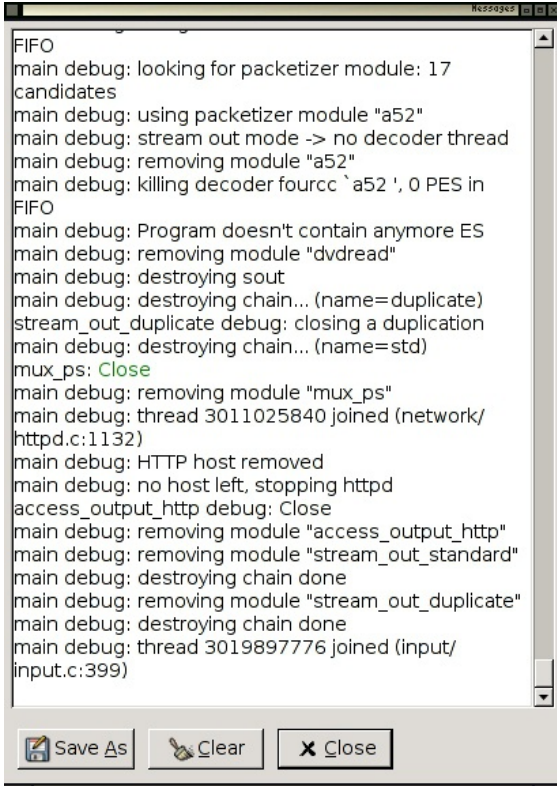 Messages
FIFO
main debug: looking for packetizer module: 17
candidates
main debug: using packetizer module "a52"
main debug: stream out mode -> no decoder thread
main debug: removing module "a52"
main debug: killing decoder fourcc `a52 ', 0 PES in
FIFO
main debug: Program doesn't contain anymore ES
main debug: removing module "dvdread"
main debug: destroying sout
main debug: destroying chain... (name=duplicate)
stream_out_duplicate debug: closing a duplication
main debug: destroying chain... (name=std)
mux_ps: Close
main debug: removing module "mux_ps"
main debug: thread 3011025840 joined (network/
httpd.c:1132)
main debug: HTTP host removed
main debug: no host left, stopping httpd
access_output_http debug: Close
main debug: removing module "access_output_http"
main debug: removing module "stream_out_standard"
main debug: destroying chain done
main debug: removing module "stream_out_duplicate"
main debug: destroying chain done
main debug: thread 3019897776 joined (input/
input.c:399)
Save As
Clear
Close